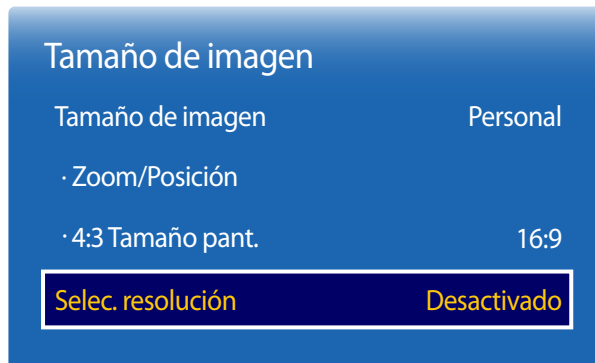 Tamaño de imagen
Tamaño de imagen Personal
· Zoom/Posición
· 4:3 Tamaño pant. 16:9
Selec. resolución Desactivado